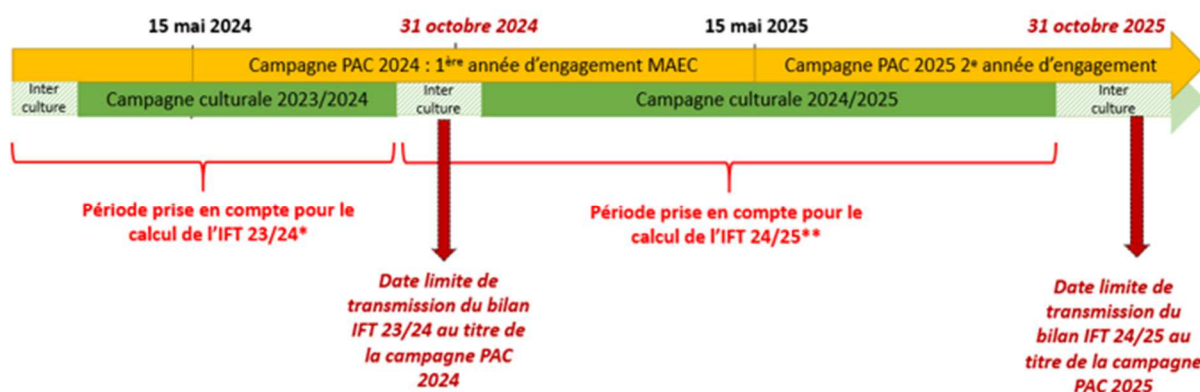 15 mai 2024
31 octobre 2024
15 mai 2025
31 octobre 2025
Campagne PAC 2024 : 1ère année d’engagement MAEC
Campagne PAC 2025 2e année d’engagement
Inter
culture
Campagne culturale 2023/2024
Inter
culture
Campagne culturale 2024/2025
Inter
culture
Période prise en compte pour le
calcul de l’IFT 23/24*
Période prise en compte pour le
calcul de l’IFT 24/25**
Date limite de
transmission du bilan
IFT 23/24 au titre de
la campagne PAC
2024
Date limite de
transmission du
bilan IFT 24/25 au
titre de la campagne
PAC 2025